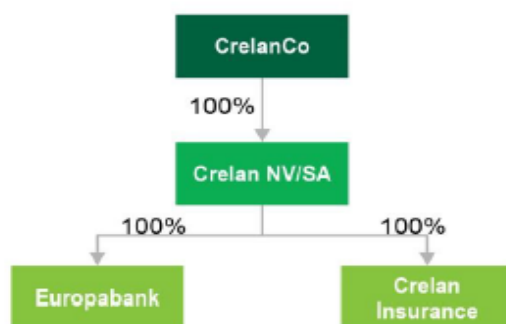 CrelanCo
100%
Crelan NV/SA
100%
100%
Europabank
Crelan
Insurance